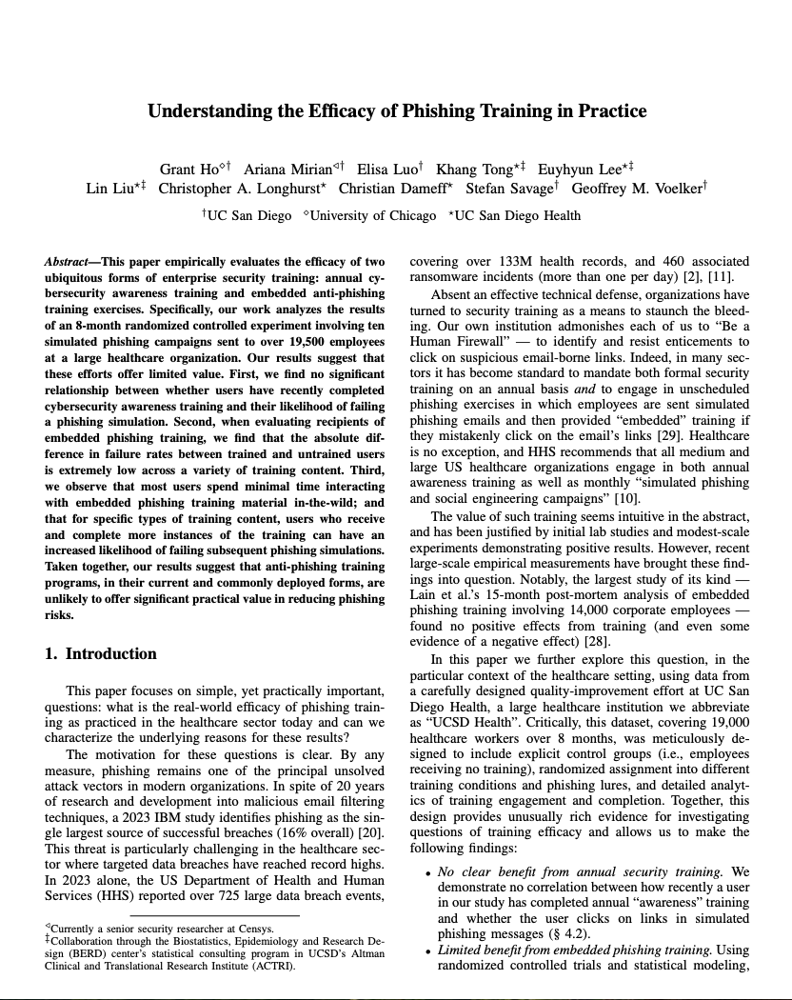 Understanding the Efficacy of Phishing Training in Practice
Grant Ho⋄† Ariana Mirian◁† Elisa Luo† Khang Tong⋆‡ Euyhyun Lee⋆‡
Lin Liu⋆‡ Christopher A. Longhurst⋆ Christian Dameff⋆ Stefan Savage† Geoffrey M. Voelker†
†UC San Diego ⋄University of Chicago ⋆UC San Diego Health
Abstract—This paper empirically evaluates the efficacy of two
ubiquitous forms of enterprise security training: annual cy-
bersecurity awareness training and embedded anti-phishing
training exercises. Specifically, our work analyzes the results
of an 8-month randomized controlled experiment involving ten
simulated phishing campaigns sent to over 19,500 employees
at a large healthcare organization. Our results suggest that
these efforts offer limited value. First, we find no significant
relationship between whether users have recently completed
cybersecurity awareness training and their likelihood of failing
a phishing simulation. Second, when evaluating recipients of
embedded phishing training, we find that the absolute dif-
ference in failure rates between trained and untrained users
is extremely low across a variety of training content. Third,
we observe that most users spend minimal time interacting
with embedded phishing training material in-the-wild; and
that for specific types of training content, users who receive
and complete more instances of the training can have an
increased likelihood of failing subsequent phishing simulations.
Taken together, our results suggest that anti-phishing training
programs, in their current and commonly deployed forms, are
unlikely to offer significant practical value in reducing phishing
risks.
1. Introduction
This paper focuses on simple, yet practically important,
questions: what is the real-world efficacy of phishing train-
ing as practiced in the healthcare sector today and can we
characterize the underlying reasons for these results?
The motivation for these questions is clear. By any
measure, phishing remains one of the principal unsolved
attack vectors in modern organizations. In spite of 20 years
of research and development into malicious email filtering
techniques, a 2023 IBM study identifies phishing as the sin-
gle largest source of successful breaches (16% overall) [20].
This threat is particularly challenging in the healthcare sec-
tor where targeted data breaches have reached record highs.
In 2023 alone, the US Department of Health and Human
Services (HHS) reported over 725 large data breach events,
◁Currently a senior security researcher at Censys.
‡Collaboration through the Biostatistics, Epidemiology and Research De-
sign (BERD) center's statistical consulting program in UCSD's Altman
Clinical and Translational Research Institute (ACTRI).
covering over 133M health records, and 460 associated
ransomware incidents (more than one per day) [2], [11].
Absent an effective technical defense, organizations have
turned to security training as a means to staunch the bleed-
ing. Our own institution admonishes each of us to “Be a
Human Firewall” — to identify and resist enticements to
click on suspicious email-borne links. Indeed, in many sec-
tors it has become standard to mandate both formal security
training on an annual basis and to engage in unscheduled
phishing exercises in which employees are sent simulated
phishing emails and then provided “embedded” training if
they mistakenly click on the email's links [29]. Healthcare
is no exception, and HHS recommends that all medium and
large US healthcare organizations engage in both annual
awareness training as well as monthly “simulated phishing
and social engineering campaigns” [10].
The value of such training seems intuitive in the abstract,
and has been justified by initial lab studies and modest-scale
experiments demonstrating positive results. However, recent
large-scale empirical measurements have brought these find-
ings into question. Notably, the largest study of its kind —
Lain et al.'s 15-month post-mortem analysis of embedded
phishing training involving 14,000 corporate employees —
found no positive effects from training (and even some
evidence of a negative effect) [28].
In this paper we further explore this question, in the
particular context of the healthcare setting, using data from
a carefully designed quality-improvement effort at UC San
Diego Health, a large healthcare institution we abbreviate
as “UCSD Health”. Critically, this dataset, covering 19,000
healthcare workers over 8 months, was meticulously de-
signed to include explicit control groups (i.e., employees
receiving no training), randomized assignment into different
training conditions and phishing lures, and detailed analyt-
ics of training engagement and completion. Together, this
design provides unusually rich evidence for investigating
questions of training efficacy and allows us to make the
following findings:
• No clear benefit from annual security training. We
demonstrate no correlation between how recently a user
in our study has completed annual “awareness” training
and whether the user clicks on links in simulated
phishing messages (§ 4.2).
• Limited benefit from embedded phishing training. Using
randomized controlled trials and statistical modeling,